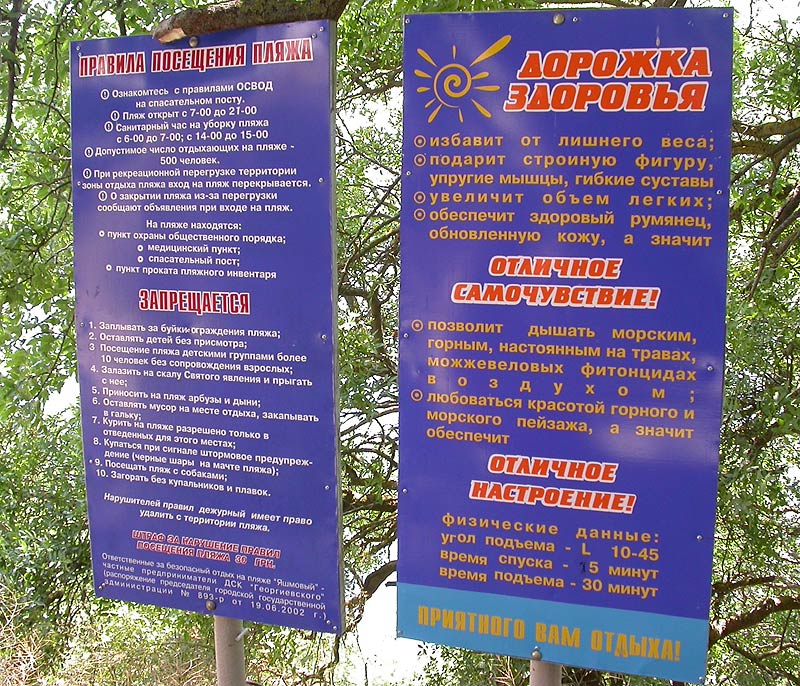 ПРАВИЛА ПОСЕЩЕНИЯ ПЛЯЖА
Ознакомтесь с правилами ОСВОД
на спасательном посту.
Пляж открыт с 7-00 до 21-00
Санитарный час на уборку пляжа
с 6-00 до 7-00; с 14-00 до 15-00
Допустимое число отдыхающих на пляже -
500 человек.
При рекреационной перегрузке территории
зоны отдыха пляжа вход на пляж перекрывается.
О закрытии пляжа из-за перегрузки
сообщают объявления при входе на пляж.
На пляже находятся:
пункт охраны общественного порядка;
медицинский пункт;
спасательный пост;
пункт проката пляжного инвентаря
ЗАПРЕЩАЕТСЯ
1. Заплывать за буйки ограждения пляжа;
2. Оставлять детей без присмотра;
3 Посещение пляжа детскими группами более
10 человек без сопровождения взрослых;
4. Залазить на скалу Святого явления и прыгать
с нее;
5. Приносить на пляж арбузы и дыни;
6. Оставлять мусор на месте отдыха, закапывать
в гальку;
7. Курить на пляже разрешено только в
отведенных для этого местах;
8. Купаться при сигнале штормовое предупреж-
дение (черные шары на мачте пляжа);
9. Посещать пляж с собаками;
10. Загорать без купальников и плавок.
Нарушителей правил дежурный имеет право
удалить с территории пляжа.
ШТРАФ ЗА НАРУШЕНИЕ ПРАВИЛ
ПОСЕЩЕНИЯ ПЛЯЖА 30 ГРН.
Ответственные за безопасный отдых на пляже "Яшмовый" -
частные предприниматели ДСК "Георгиевского"
(распоряжение председателя городской государственной
администрации № 893-р от 19.06.2002 г.)
ДОРОЖКА
ЗДОРОВЬЯ
избавит от лишнего веса;
подарит стройную фигуру,
упругие мышцы, гибкие суставы
увеличит объем легких;
обеспечит здоровый румянец,
обновленную кожу, а значит
ОТЛИЧНОЕ
САМОЧУВСТВИЕ!
позволит дышать морским,
горным, настоянным на травах,
можжевеловых фитонцидах
воздухом;
любоваться красотой горного и
морского пейзажа, а значит
обеспечит
ОТЛИЧНОЕ
НАСТРОЕНИЕ!
физические данные:
угол подъема - L 10-45
время спуска - 15 минут
время подъема - 30 минут
ПРИЯТНОГО ВАМ ОТДЫХА!